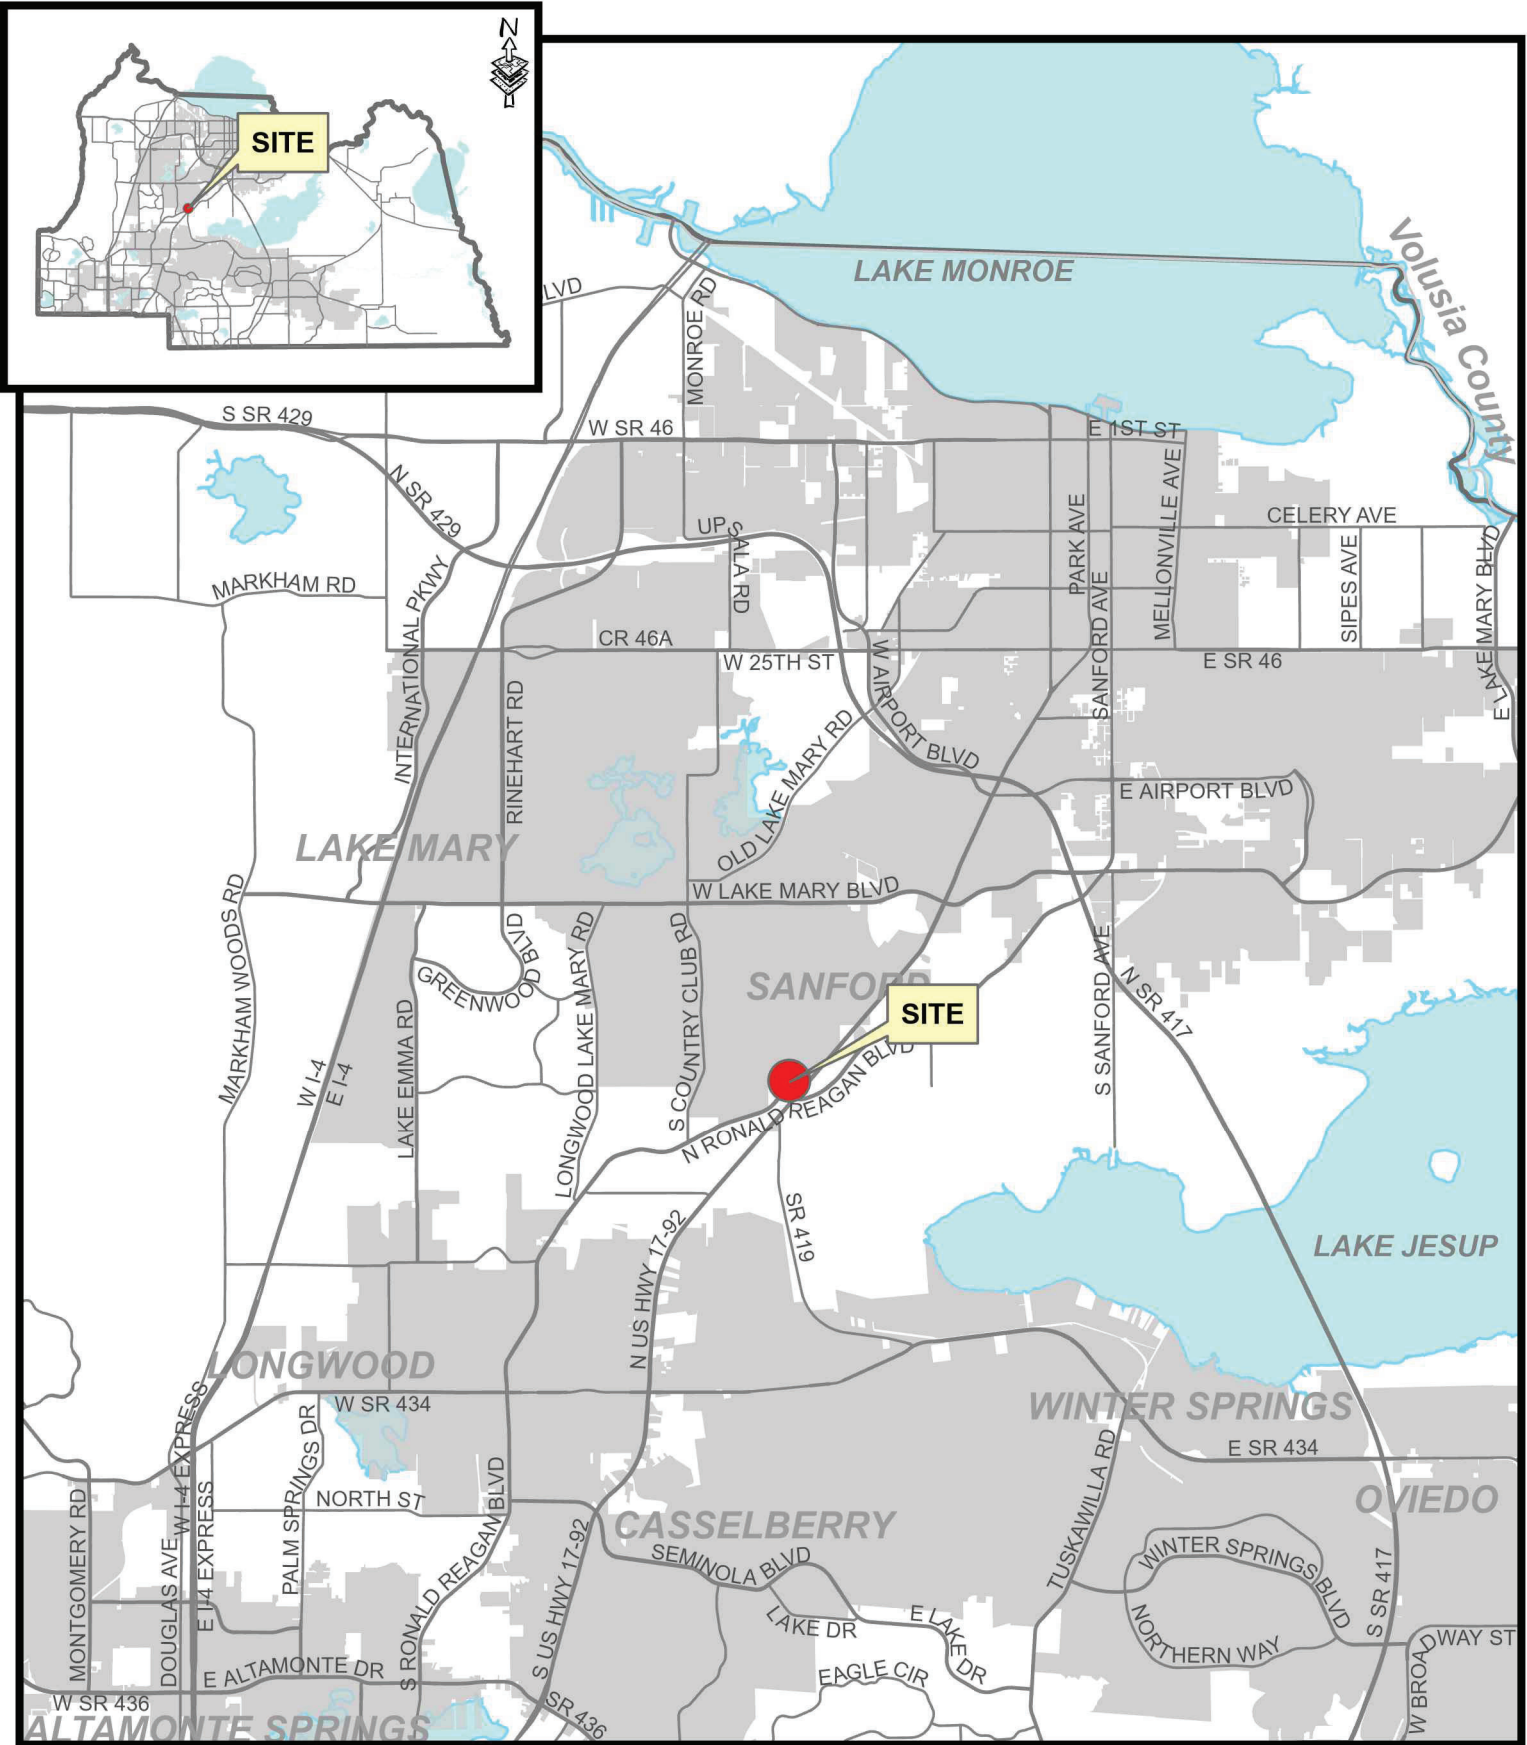 N
SITE
LAKE MONROE
Volusia County
LVD
MONROE RD
S SR 429
W SR 46
E 1ST ST
N SR 429
UPSALA RD
PARK AVE
MELLONVILLE AVE
CELERY AVE
SIPES AVE
E LAKE MARY BLVD
MARKHAM RD
INTERNATIONAL PKWY
CR 46A
W 25TH ST
SANFORD AVE
E SR 46
RINEHART RD
W AIRPORT BLVD
OLD LAKE MARY RD
E AIRPORT BLVD
LAKE MARY
W LAKE MARY BLVD
MARKHAM WOODS RD
GREENWOOD BLVD
LONGWOOD LAKE MARY RD
S COUNTRY CLUB RD
SANFORD
SITE
S SANFORD AVE
N SR 417
W I-4
E I-4
LAKE EMMA RD
N RONALD REAGAN BLVD
SR 419
LAKE JESUP
N US HWY 17-92
LONGWOOD
W SR 434
WINTER SPRINGS
E SR 434
W I-4 EXPRESS
PALM SPRINGS DR
NORTH ST
S RONALD REAGAN BLVD
TUSKAWILLA RD
OVIEDO
MONTGOMERY RD
DOUGLAS AVE
E I-4 EXPRESS
CASSELBERRY
SEMINOLA BLVD
S US HWY 17-92
LAKE DR
E LAKE DR
WINTER SPRINGS BLVD
NORTHERN WAY
S SR 417
W BROADWAY ST
E ALTAMONTE DR
EAGLE CIR
W SR 436
SR 436
ALTAMONTE SPRINGS